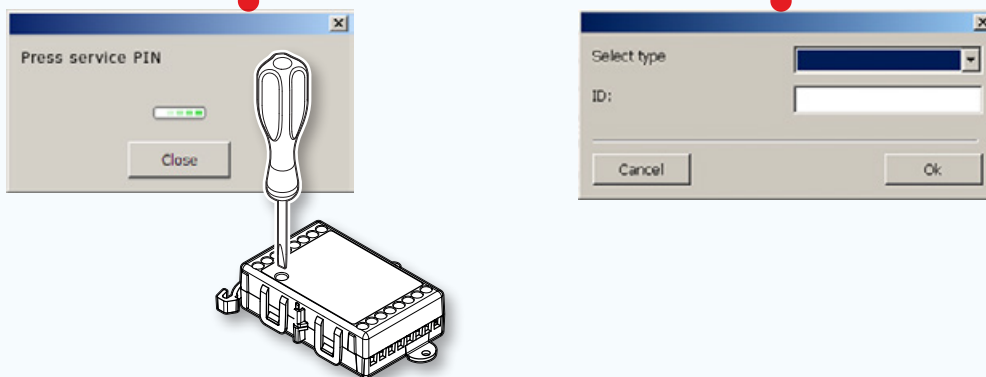 Press service PIN
Close
Select type
ID:
Cancel
Ok